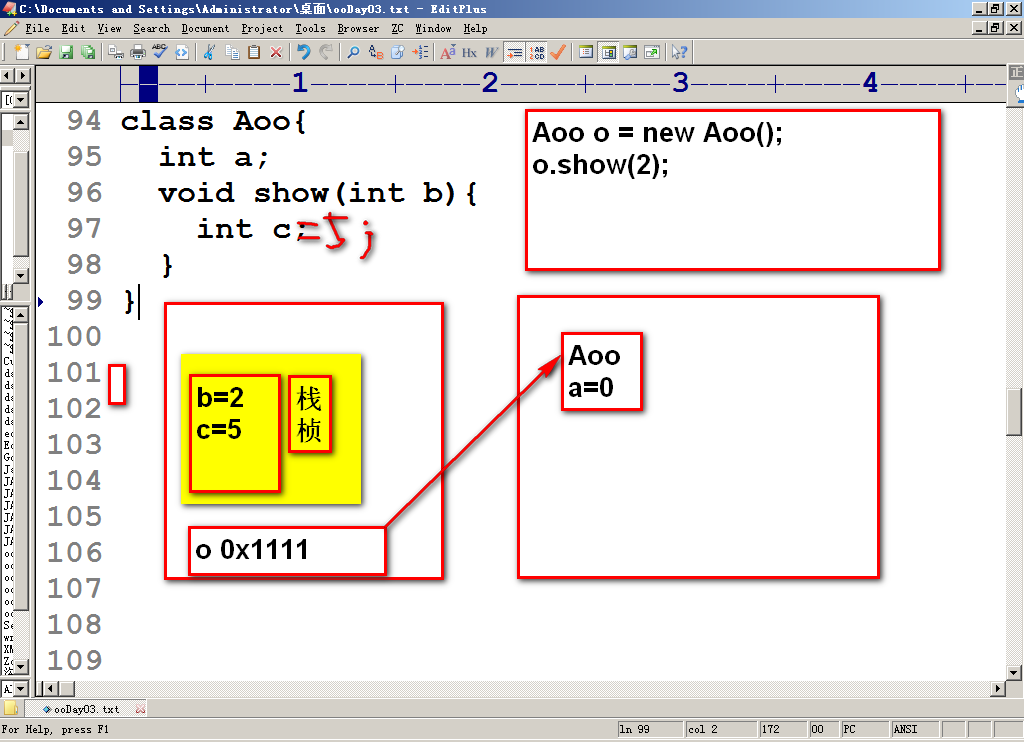 C:\Documents and Settings\Administrator\桌面\ooDay03.txt - EditPlus
File Edit View Search Document Project Tools Browser ZC Window Help
1 2 3 4
94 class Aoo{
95 int a;
96 void show(int b){
97 int c;=5;
98 }
99 }
100
101
102
103
104
105
106
107
108
109
Aoo o = new Aoo();
o.show(2);
b=2
c=5
栈
桢
o 0x1111
Aoo
a=0
ooDay03.txt
For Help, press F1 ln 99 col 2 172 00 PC ANSI